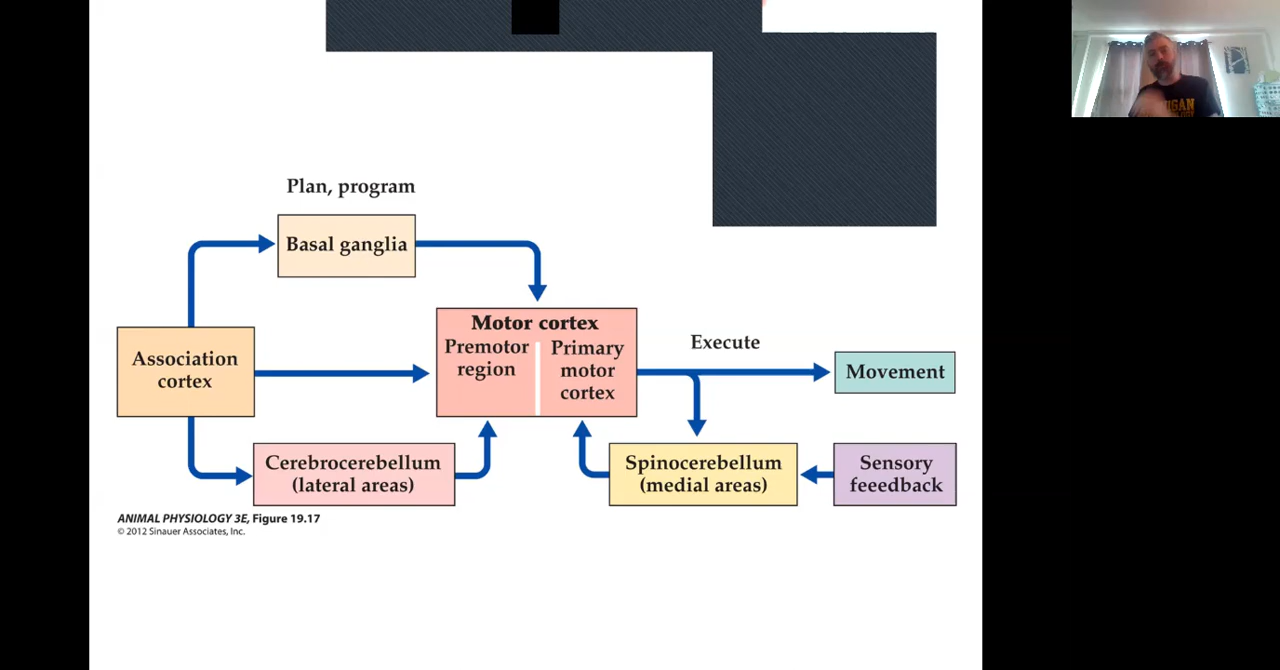 Plan, program
Basal ganglia
Association
cortex
Motor cortex
Premotor
region
Primary
motor
cortex
Execute
Movement
Cerebrocerebellum
(lateral areas)
Spinocerebellum
(medial areas)
Sensory
feeedback
ANIMAL PHYSIOLOGY 3E, Figure 19.17
© 2012 Sinauer Associates, Inc.